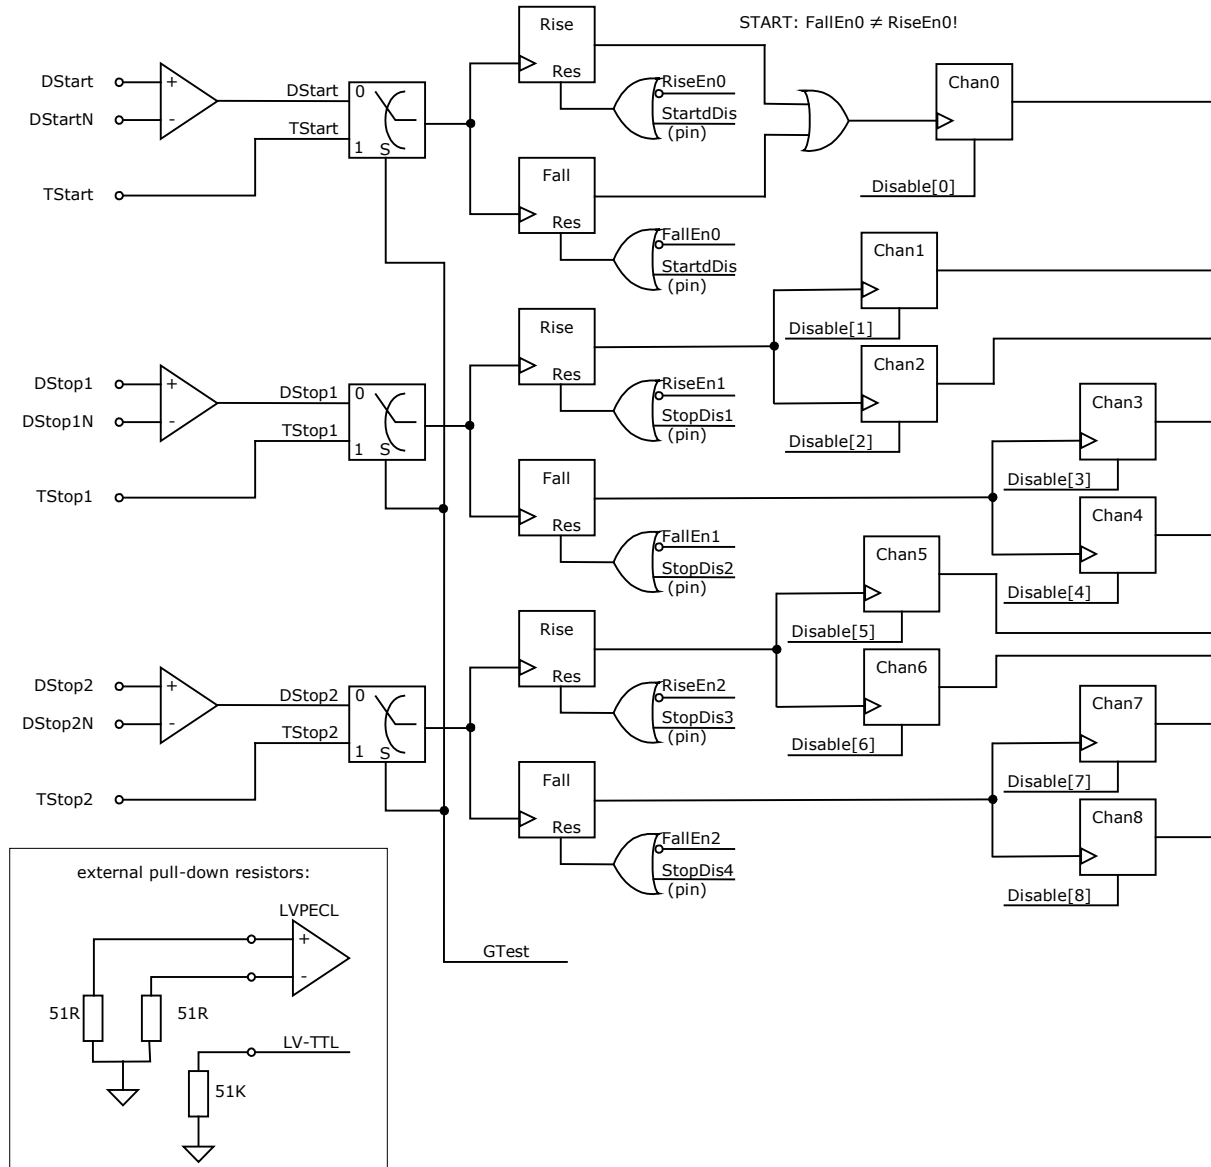 START: FallEn0 ≠ RiseEn0!
Rise
Res
RiseEn0
StartdDis
(pin)
Chan0
Disable[0]
DStart
DStartN
+
-
DStart
TStart
0
1
S
TStart
Fall
Res
FallEn0
StartdDis
(pin)
Chan1
Disable[1]
Rise
Res
RiseEn1
StopDis1
(pin)
Chan2
Disable[2]
DStop1
DStop1N
+
-
DStop1
TStop1
0
1
S
TStop1
Chan3
Disable[3]
Fall
Res
FallEn1
StopDis2
(pin)
Chan4
Disable[4]
Chan5
Disable[5]
Rise
Res
RiseEn2
StopDis3
(pin)
Chan6
Disable[6]
DStop2
DStop2N
+
-
DStop2
TStop2
0
1
S
TStop2
Chan7
Disable[7]
Fall
Res
FallEn2
StopDis4
(pin)
Chan8
Disable[8]
GTest
external pull-down resistors:
LVPECL
+
-
51R
51R
LV-TTL
51K